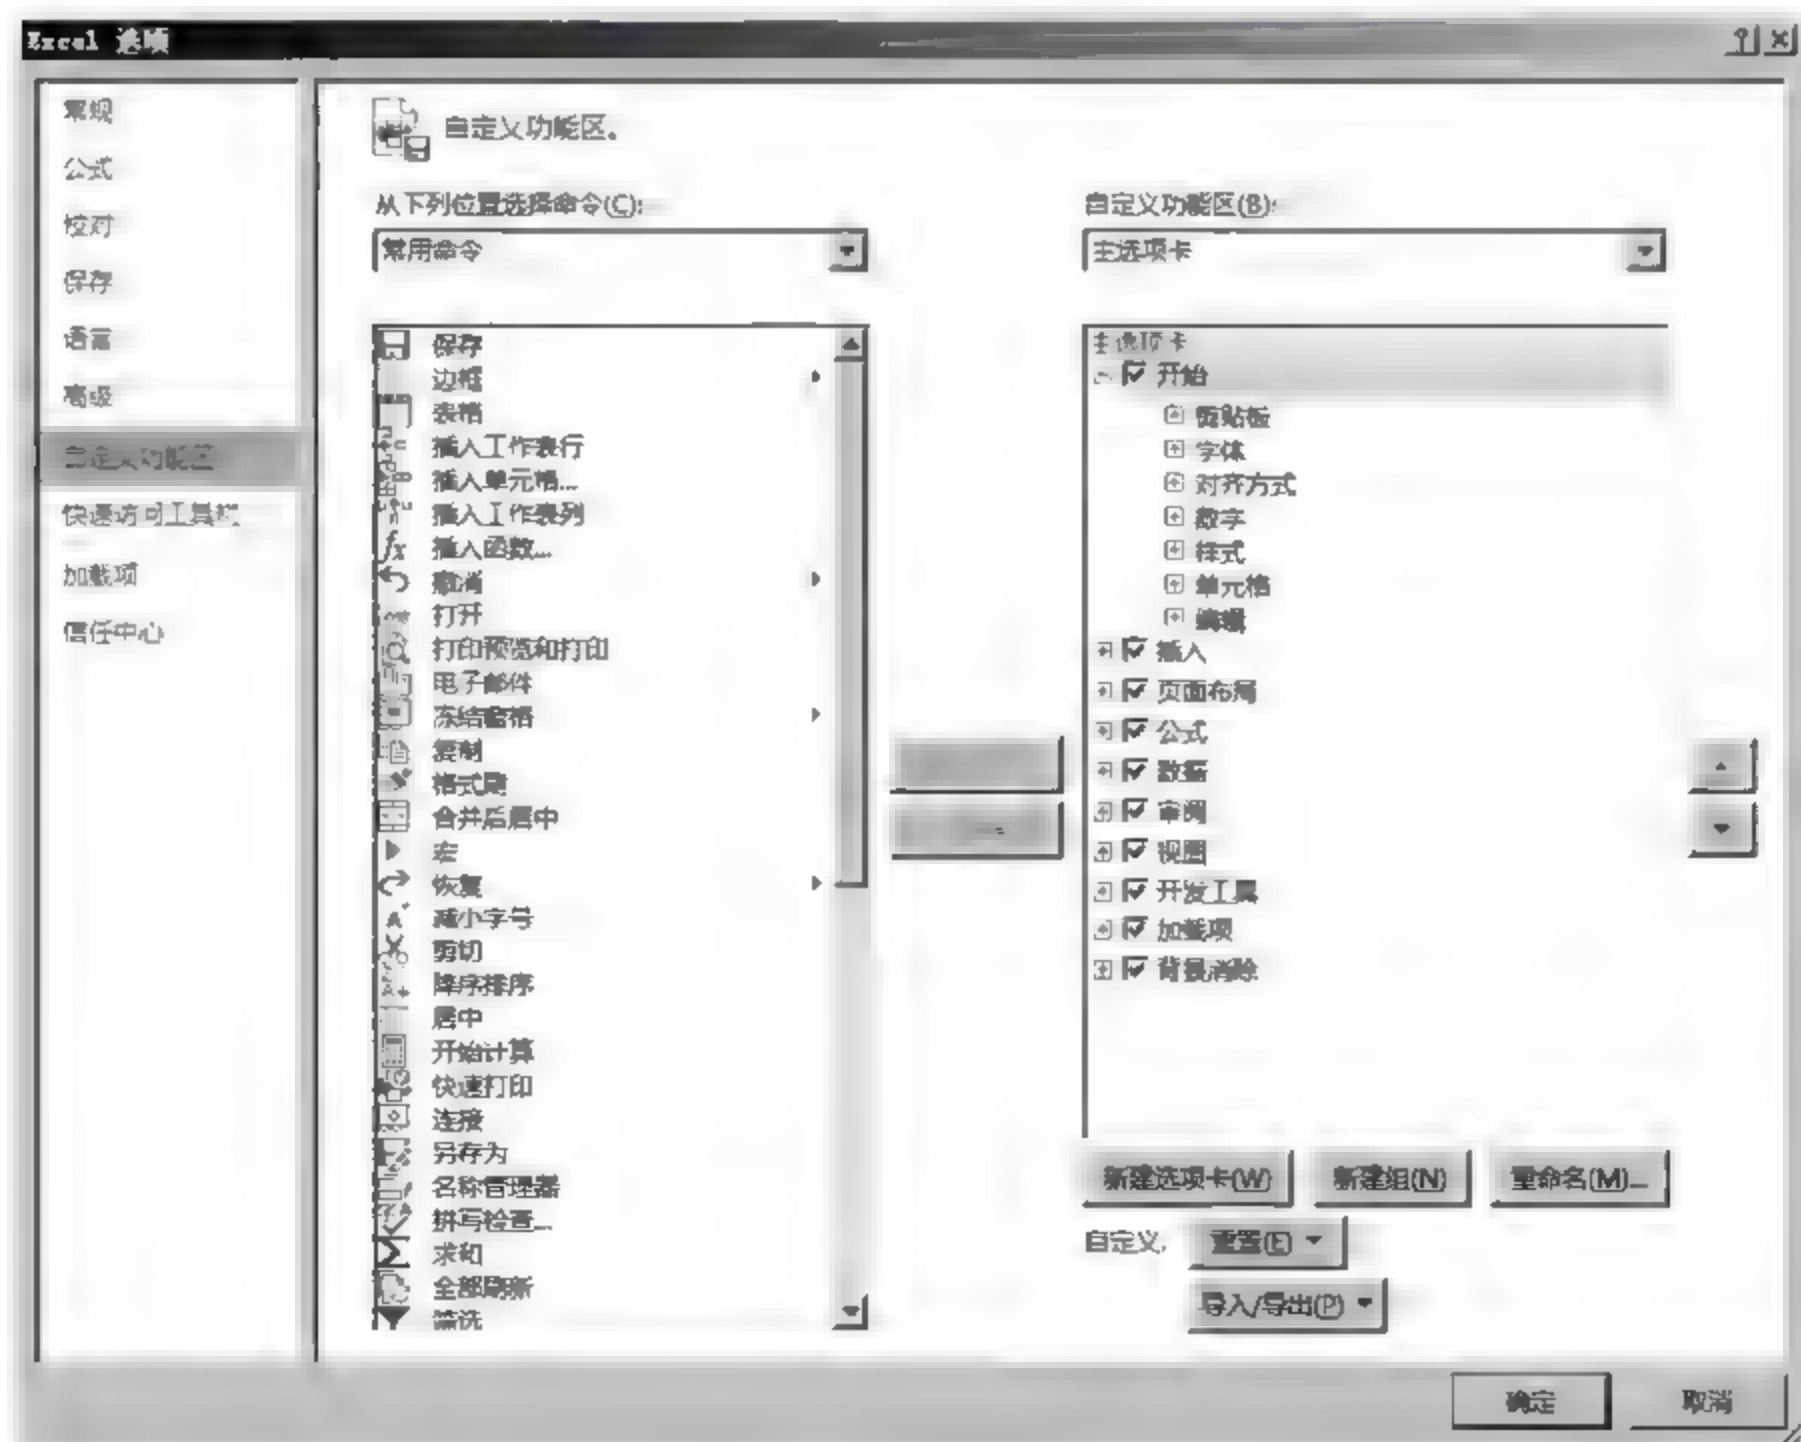 Excel 选项
常规
公式
校对
保存
语言
高级
自定义功能区
快速访问工具栏
加载项
信任中心
自定义功能区。
从下列位置选择命令(C):
常用命令
保存
边框
表格
插入工作表行
插入单元格...
插入工作表列
插入函数...
撤消
打开
打印预览和打印
电子邮件
冻结窗格
复制
格式刷
合并后居中
宏
恢复
减小字号
剪切
降序排序
居中
开始计算
快速打印
连接
另存为
名称管理器
拼写检查...
求和
全部刷新
筛选
自定义功能区(B):
主选项卡
主选项卡
开始
剪贴板
字体
对齐方式
数字
样式
单元格
编辑
插入
页面布局
公式
数据
审阅
视图
开发工具
加载项
背景消除
新建选项卡(W) 新建组(N) 重命名(M)...
自定义: 重置(E)
导入/导出(P)
确定 取消